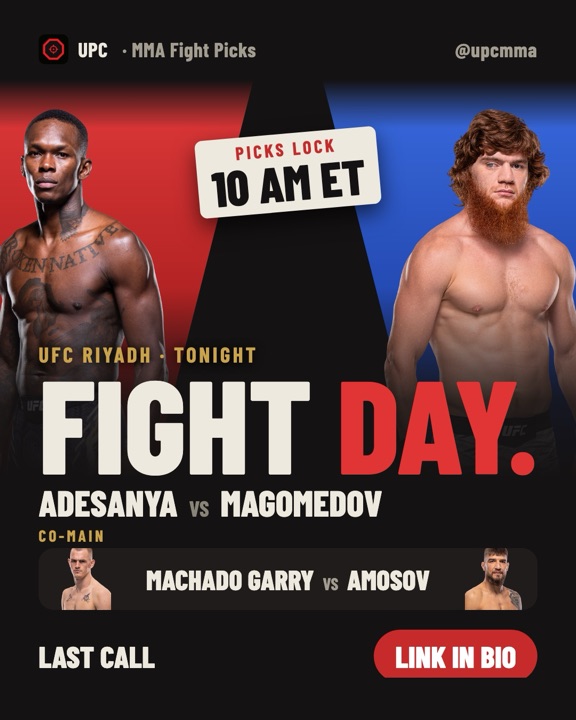 UPC · MMA Fight Picks
@upcmma
PICKS LOCK
10 AM ET
UFC RIYADH · TONIGHT
FIGHT DAY.
ADESANYA VS MAGOMEDOV
CO-MAIN
MACHADO GARRY VS AMOSOV
LAST CALL
LINK IN BIO